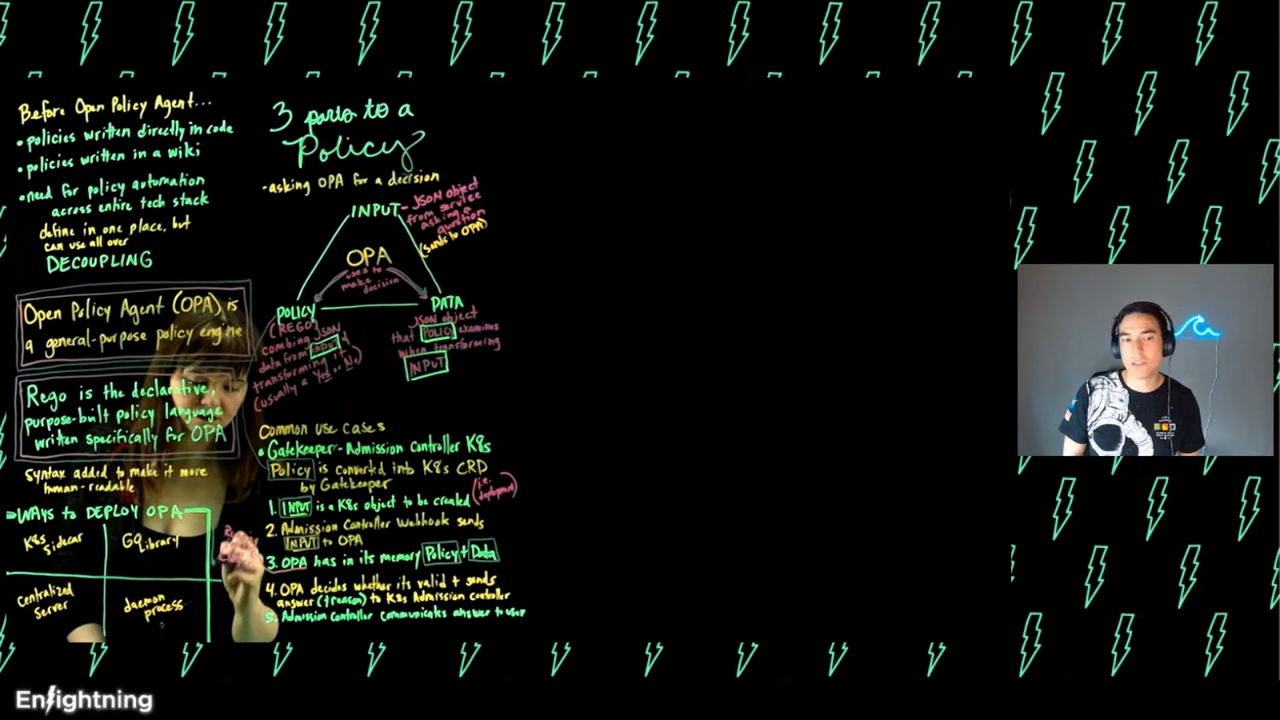 Before Open Policy Agent...
• policies written directly in code
• policies written in a wiki
• need for policy automation
across entire tech stack
define in one place, but
can use all over
DECOUPLING
Open Policy Agent (OPA) is
a general-purpose policy engine
Rego is the declarative,
purpose-built policy language
written specifically for OPA
Syntax added to make it more
human-readable
WAYS to DEPLOY OPA
K8s Sidecar
GO Library
Centralized
Server
daemon
process
3 parts to a
Policy
- asking OPA for a decision
INPUT - JSON object
from service
asking a
question
(sends to OPA)
OPA
uses to
make
decision
POLICY
(REGO)
combining JSON
data from INPUT &
transforming it
(usually a Yes or No)
DATA
JSON object
that POLICY examines
when transforming
INPUT
Common use cases
• Gatekeeper - Admission Controller K8s
Policy is converted into K8s CRD
by Gatekeeper
1. INPUT is a K8s object to be created (i.e. deployment)
2. Admission Controller Webhook sends
INPUT to OPA
3. OPA has in its memory Policy + Data
4. OPA decides whether its valid + sends
answer (+reason) to K8s Admission Controller
5. Admission Controller communicates answer to user
Enlightning